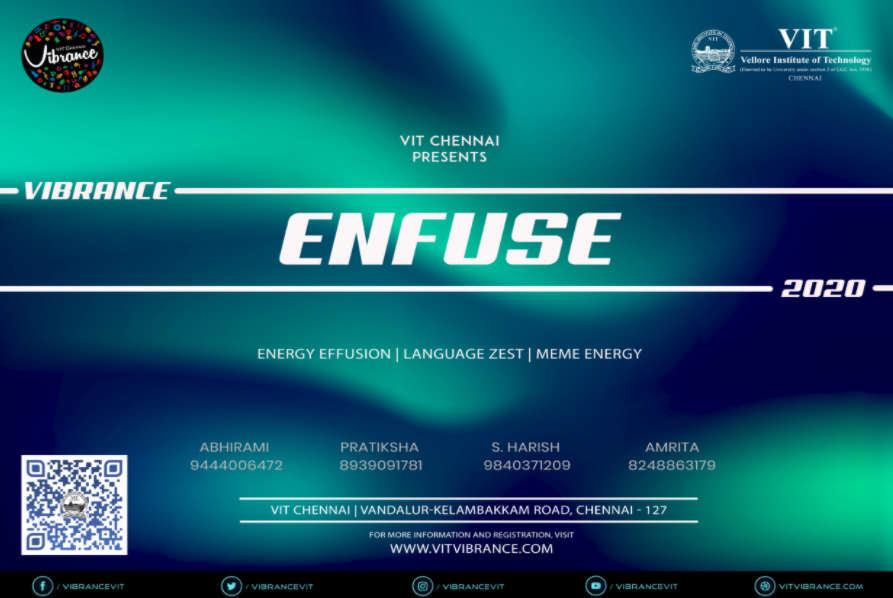 VIT CHENNAI
Vibrance
VIT
Vellore Institute of Technology
(Deemed to be University under section 3 of UGC Act, 1956)
CHENNAI
VIT CHENNAI
PRESENTS
VIBRANCE
ENFUSE
2020
ENERGY EFFUSION | LANGUAGE ZEST | MEME ENERGY
ABHIRAMI PRATIKSHA S. HARISH AMRITA
9444006472 8939091781 9840371209 8248863179
VIT CHENNAI | VANDALUR-KELAMBAKKAM ROAD, CHENNAI - 127
FOR MORE INFORMATION AND REGISTRATION, VISIT
WWW.VITVIBRANCE.COM
/ VIBRANCEVIT / VIBRANCEVIT / VIBRANCEVIT / VIBRANCEVIT VITVIBRANCE.COM